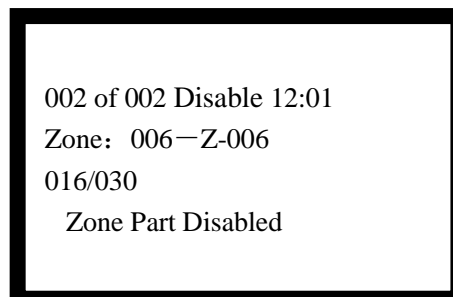 002 of 002 Disable 12:01
Zone：006－Z-006
016/030
Zone Part Disabled